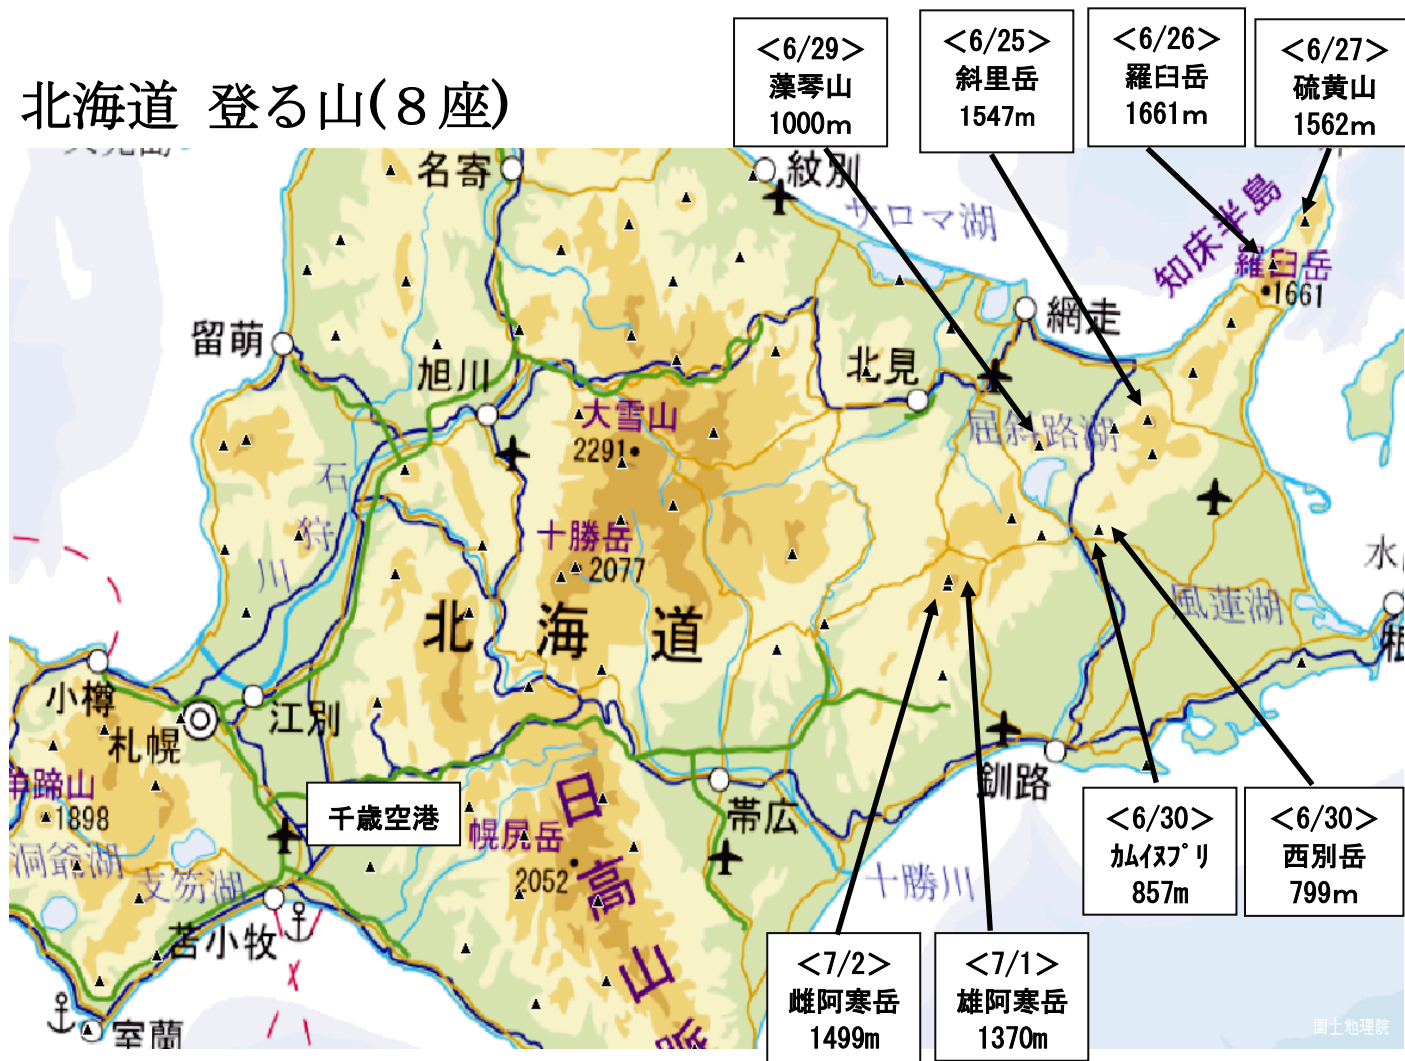 北海道 登る山(8座)
<6/29>
藻琴山
1000m
<6/25>
斜里岳
1547m
<6/26>
羅臼岳
1661m
<6/27>
硫黄山
1562m
名寄
紋別
サロマ湖
知床半島
羅臼岳
1661
網走
留萌
旭川
北見
大雪山
2291
屈斜路湖
石狩川
十勝岳
2077
風蓮湖
北海道
小樽
札幌
江別
1898
千歳空港
幌尻岳
2052
日高山脈
帯広
釧路
十勝川
洞爺湖
支笏湖
苫小牧
室蘭
<6/30>
カムイヌプリ
857m
<6/30>
西別岳
799m
<7/2>
雌阿寒岳
1499m
<7/1>
雄阿寒岳
1370m
国土地理院